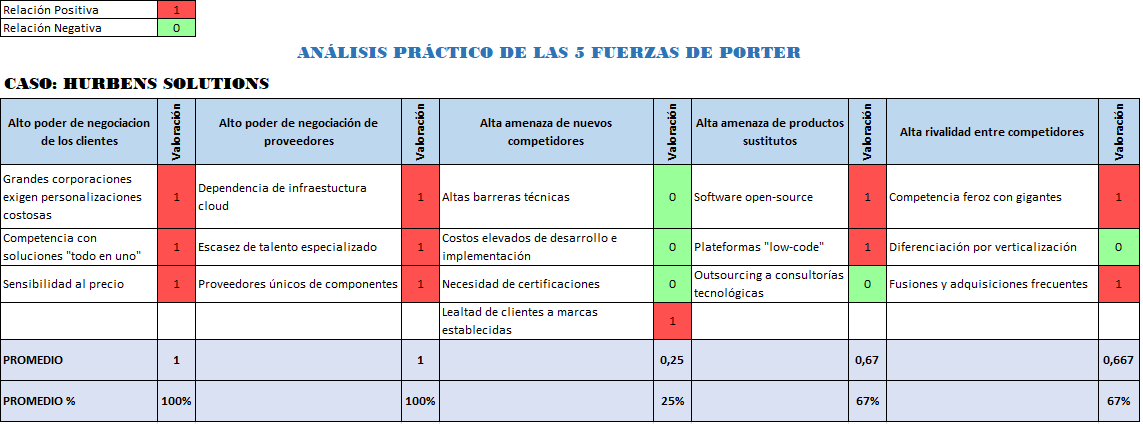 Relación Positiva 1
Relación Negativa 0
ANÁLISIS PRÁCTICO DE LAS 5 FUERZAS DE PORTER
CASO: HURBENS SOLUTIONS
Alto poder de negociacion
de los clientes
Valoración
Alto poder de negociación de
proveedores
Valoración
Alta amenaza de nuevos
competidores
Valoración
Alta amenaza de productos
sustitutos
Valoración
Alta rivalidad entre competidores
Valoración
Grandes corporaciones
exigen personalizaciones
costosas
1
Dependencia de infraestuctura
cloud
1
Altas barreras técnicas
0
Software open-source
1
Competencia feroz con gigantes
1
Competencia con
soluciones "todo en uno"
1
Escasez de talento especializado
1
Costos elevados de desarrollo e
implementación
0
Plataformas "low-code"
1
Diferenciación por verticalización
0
Sensibilidad al precio
1
Proveedores únicos de componentes
1
Necesidad de certificaciones
0
Outsourcing a consultorías
tecnológicas
0
Fusiones y adquisiciones frecuentes
1
Lealtad de clientes a marcas
establecidas
1
PROMEDIO 1 1 0,25 0,67 0,667
PROMEDIO % 100% 100% 25% 67% 67%